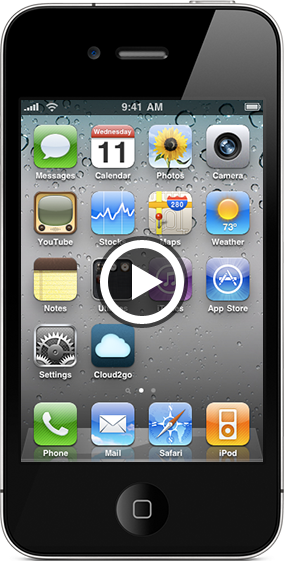 9:41 AM
Wednesday
11
280
73°
Messages Calendar Photos Camera
YouTube Maps Weather
Notes App Store
Settings Cloud2go
Phone Mail Safari iPod